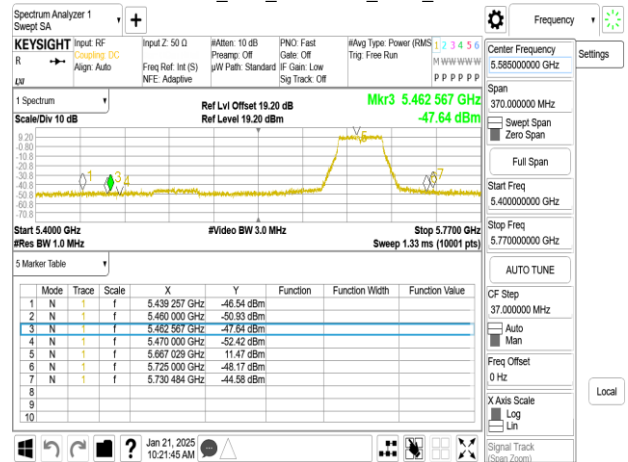 Spectrum Analyzer 1
Swept SA
Frequency
KEYSIGHT
R
LXI
Input: RF
Coupling: DC
Align: Auto
Input Z: 50 Ω
Freq Ref: Int (S)
NFE: Adaptive
#Atten: 10 dB
Preamp: Off
µW Path: Standard
PNO: Fast
Gate: Off
IF Gain: Low
Sig Track: Off
#Avg Type: Power (RMS
Trig: Free Run
1 2 3 4 5 6
M W W W W W
P P P P P P
1 Spectrum
Scale/Div 10 dB
Ref Lvl Offset 19.20 dB
Ref Level 19.20 dBm
Mkr3 5.462 567 GHz
-47.64 dBm
9.20
-0.80
-10.8
-20.8
-30.8
-40.8
-50.8
-60.8
-70.8
1
3
4
5
7
Start 5.4000 GHz
#Video BW 3.0 MHz
Stop 5.7700 GHz
#Res BW 1.0 MHz
Sweep 1.33 ms (10001 pts)
5 Marker Table
Mode Trace Scale X Y Function Function Width Function Value
1 N 1 f 5.439 257 GHz -46.54 dBm
2 N 1 f 5.460 000 GHz -50.93 dBm
3 N 1 f 5.462 567 GHz -47.64 dBm
4 N 1 f 5.470 000 GHz -52.42 dBm
5 N 1 f 5.667 029 GHz 11.47 dBm
6 N 1 f 5.725 000 GHz -48.17 dBm
7 N 1 f 5.730 484 GHz -44.58 dBm
8
9
10
Jan 21, 2025
10:21:45 AM
Center Frequency
5.585000000 GHz
Settings
Span
370.000000 MHz
Swept Span
Zero Span
Full Span
Start Freq
5.400000000 GHz
Stop Freq
5.770000000 GHz
AUTO TUNE
CF Step
37.000000 MHz
Auto
Man
Freq Offset
0 Hz
X Axis Scale
Log
Lin
Local
Signal Track
(Span Zoom)